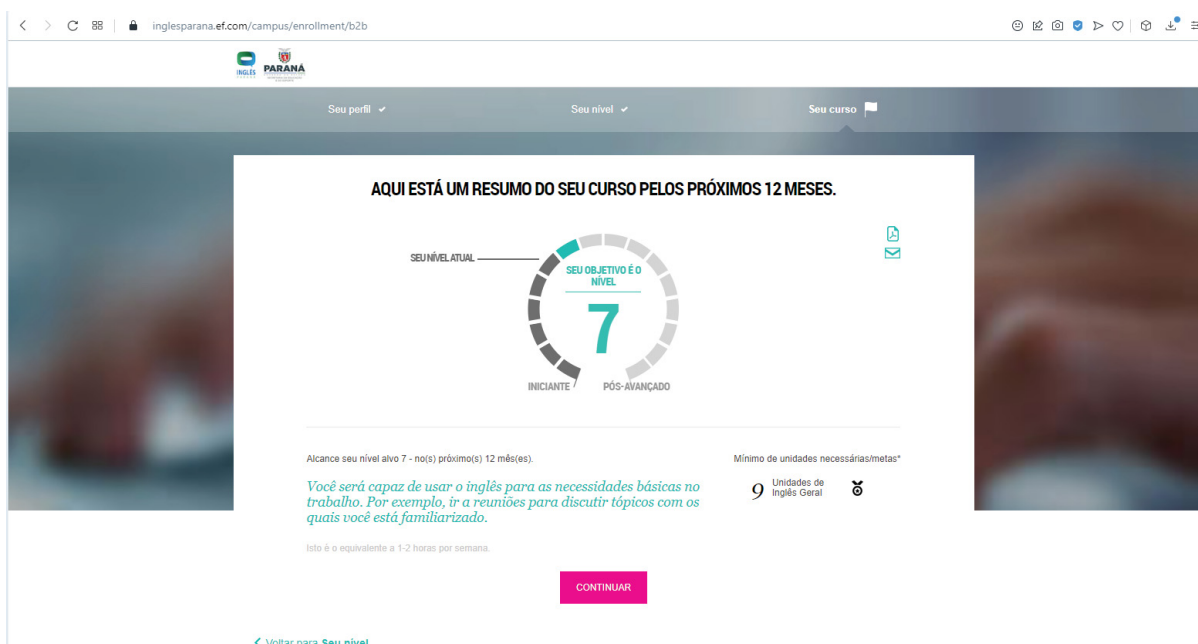 inglesparana.ef.com/campus/enrollment/b2b
INGLÊS
PARANÁ
Seu perfil
Seu nível
Seu curso
AQUI ESTÁ UM RESUMO DO SEU CURSO PELOS PRÓXIMOS 12 MESES.
SEU NÍVEL ATUAL
SEU OBJETIVO É O
NÍVEL
7
INICIANTE
PÓS-AVANÇADO
Alcance seu nível alvo 7 - no(s) próximo(s) 12 mês(es).
Mínimo de unidades necessárias/metas*
Você será capaz de usar o inglês para as necessidades básicas no
trabalho. Por exemplo, ir a reuniões para discutir tópicos com os
quais você está familiarizado.
9 Unidades de
Inglês Geral
Isto é o equivalente a 1-2 horas por semana.
CONTINUAR
Voltar para Seu nível